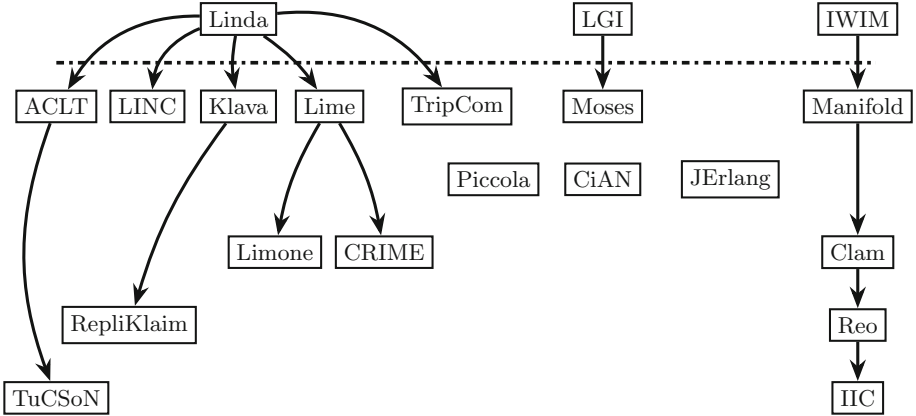 Linda
LGI
IWIM
ACLT
LINC
Klava
Lime
TripCom
Moses
Manifold
Piccola
CiAN
JErlang
Limone
CRIME
Clam
RepliKlaim
Reo
TuCSoN
IIC